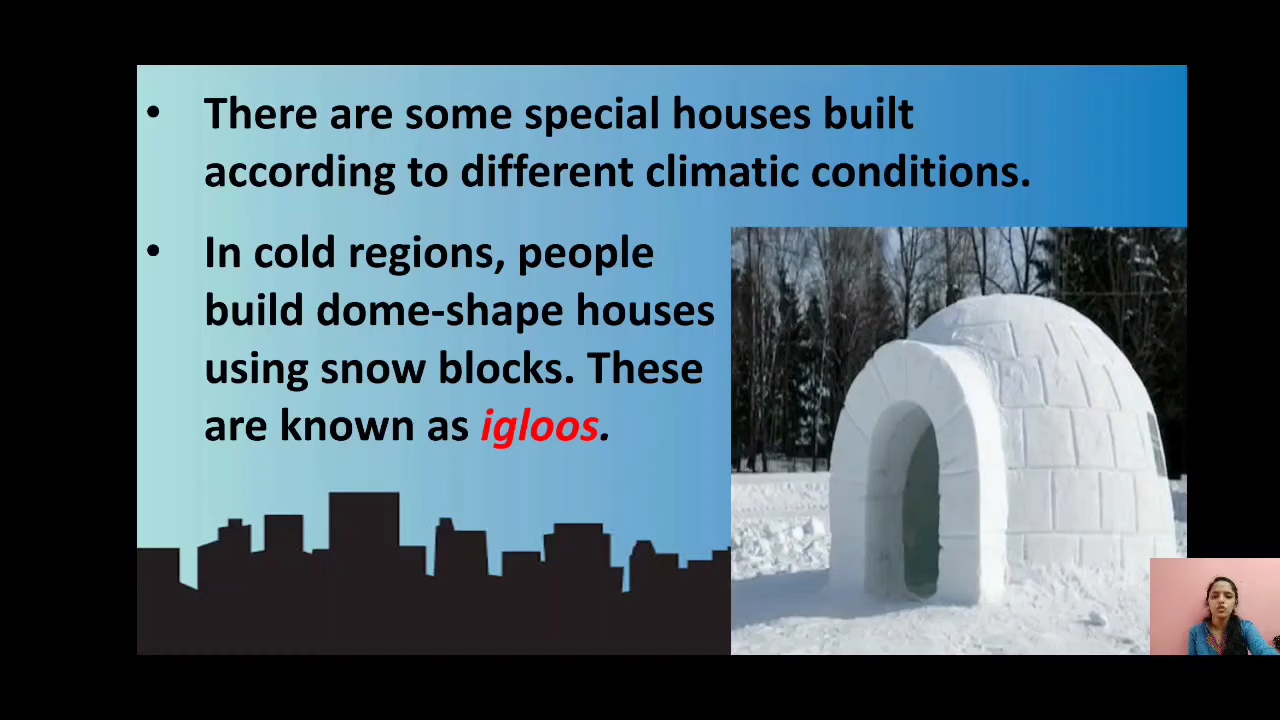 • There are some special houses built
according to different climatic conditions.
• In cold regions, people
build dome-shape houses
using snow blocks. These
are known as igloos.